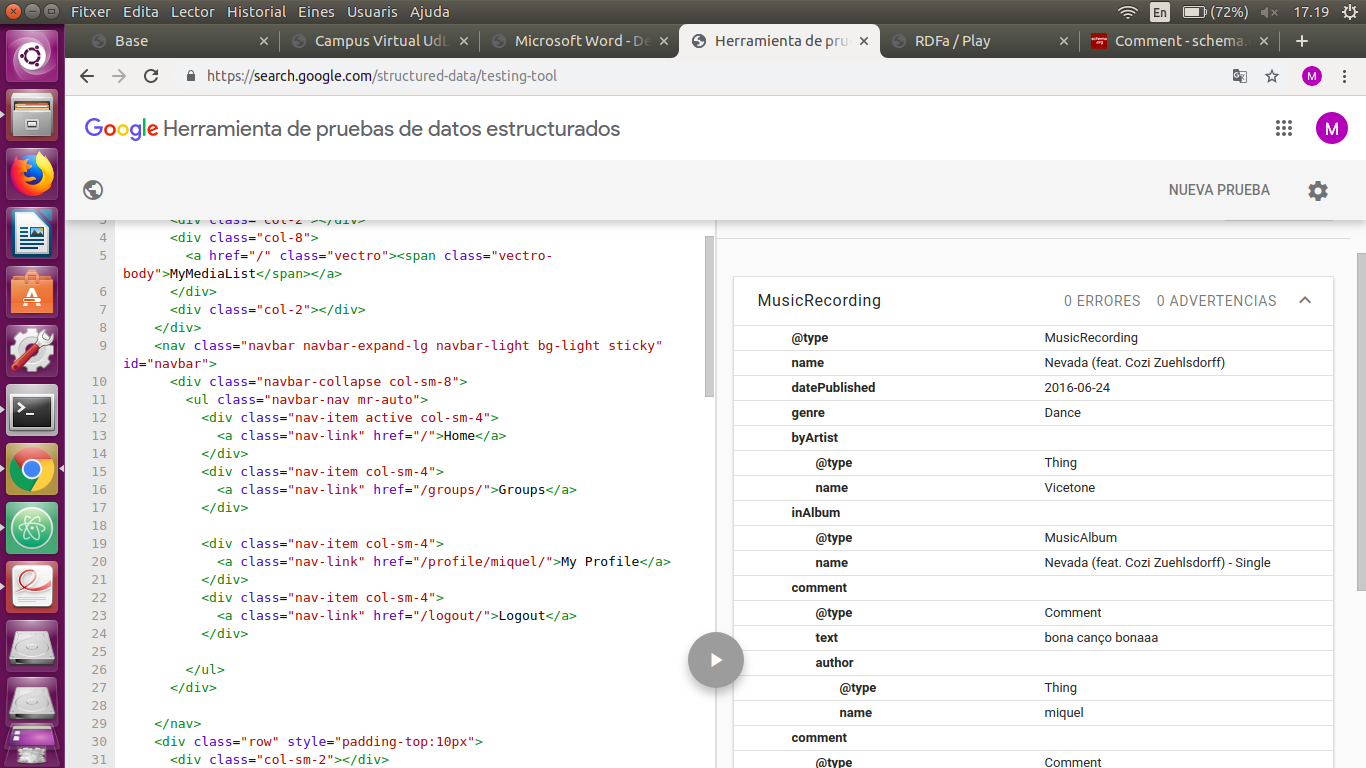 Fitxer Edita Lector Historial Eines Usuaris Ajuda
En (72%) 17.19
Base
Campus Virtual UdL
Microsoft Word - De
Herramienta de prue
RDFa / Play
Comment - schema.
https://search.google.com/structured-data/testing-tool
M
Google Herramienta de pruebas de datos estructurados
M
NUEVA PRUEBA
3 <div class="col-2"></div>
4 <div class="col-8">
5 <a href="/" class="vectro"><span class="vectro-
body">MyMediaList</span></a>
6 </div>
7 <div class="col-2"></div>
8 </div>
9 <nav class="navbar navbar-expand-lg navbar-light bg-light sticky"
id="navbar">
10 <div class="navbar-collapse col-sm-8">
11 <ul class="navbar-nav mr-auto">
12 <div class="nav-item active col-sm-4">
13 <a class="nav-link" href="/">Home</a>
14 </div>
15 <div class="nav-item col-sm-4">
16 <a class="nav-link" href="/groups/">Groups</a>
17 </div>
18
19 <div class="nav-item col-sm-4">
20 <a class="nav-link" href="/profile/miquel/">My Profile</a>
21 </div>
22 <div class="nav-item col-sm-4">
23 <a class="nav-link" href="/logout/">Logout</a>
24 </div>
25
26 </ul>
27 </div>
28
29 </nav>
30 <div class="row" style="padding-top:10px">
31 <div class="col-sm-2"></div>
MusicRecording 0 ERRORES 0 ADVERTENCIAS
@type MusicRecording
name Nevada (feat. Cozi Zuehlsdorff)
datePublished 2016-06-24
genre Dance
byArtist
@type Thing
name Vicetone
inAlbum
@type MusicAlbum
name Nevada (feat. Cozi Zuehlsdorff) - Single
comment
@type Comment
text bona canço bonaaa
author
@type Thing
name miquel
comment
@type Comment